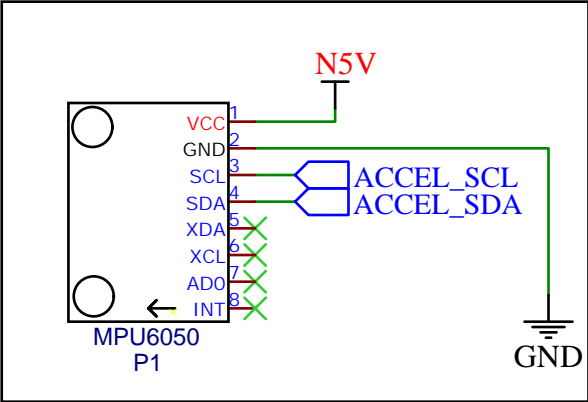 N5V
VCC 1
GND 2
SCL 3 ACCEL_SCL
SDA 4 ACCEL_SDA
XDA 5
XCL 6
AD0 7
INT 8
MPU6050
P1
GND